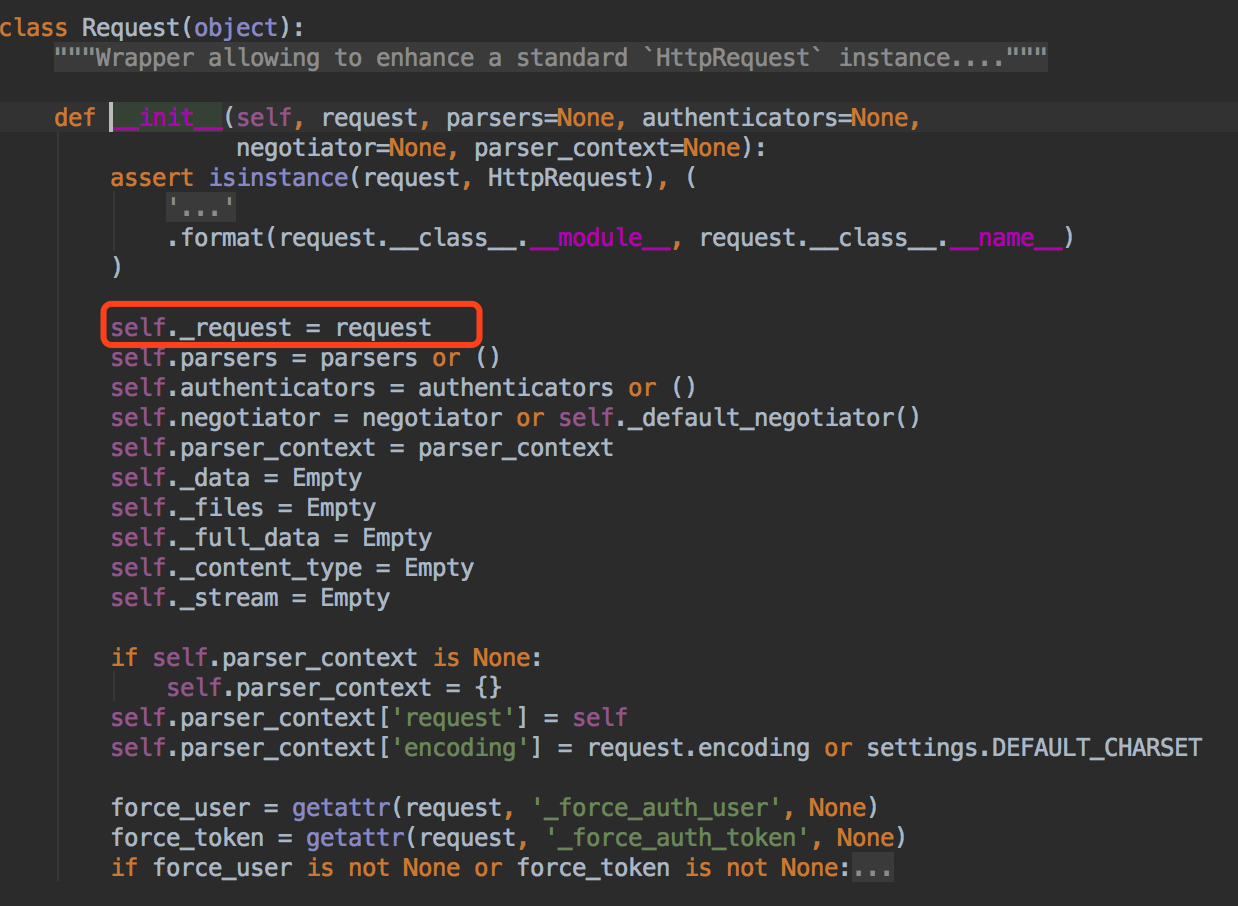 class Request(object):
    """Wrapper allowing to enhance a standard `HttpRequest` instance...."""
    def __init__(self, request, parsers=None, authenticators=None,
                 negotiator=None, parser_context=None):
        assert isinstance(request, HttpRequest), (
            '...'
            .format(request.__class__.__module__, request.__class__.__name__)
        )
        self._request = request
        self.parsers = parsers or ()
        self.authenticators = authenticators or ()
        self.negotiator = negotiator or self._default_negotiator()
        self.parser_context = parser_context
        self._data = Empty
        self._files = Empty
        self._full_data = Empty
        self._content_type = Empty
        self._stream = Empty
        if self.parser_context is None:
            self.parser_context = {}
        self.parser_context['request'] = self
        self.parser_context['encoding'] = request.encoding or settings.DEFAULT_CHARSET
        force_user = getattr(request, '_force_auth_user', None)
        force_token = getattr(request, '_force_auth_token', None)
        if force_user is not None or force_token is not None:...